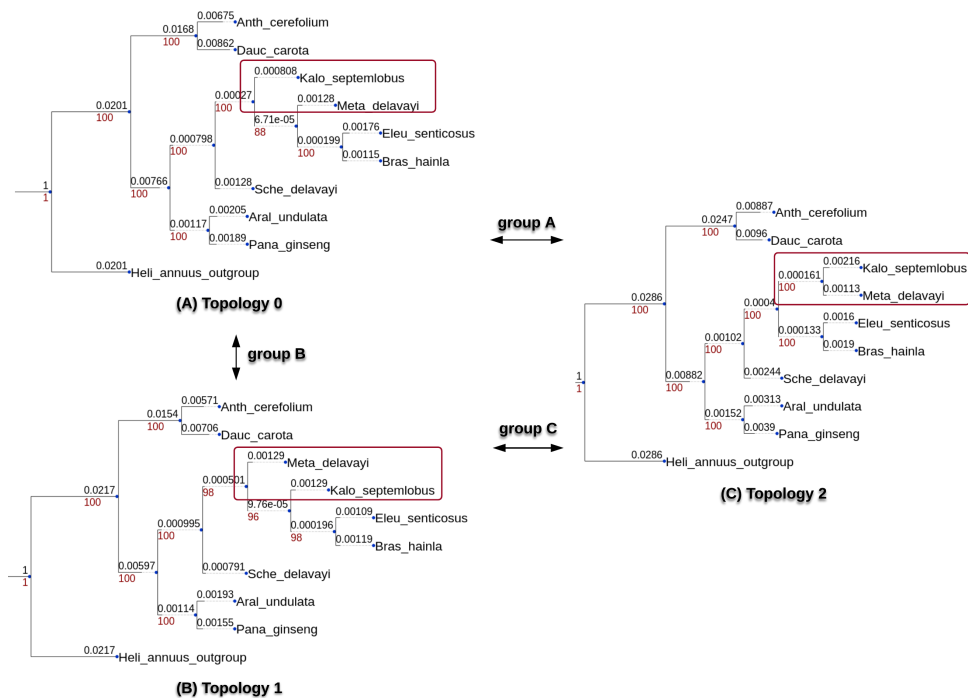 0.00675
Anth_cerefolium
0.0168
100
0.00862
Dauc_carota
0.000808
Kalo_septemlobus
0.0201
100
0.00027
100
0.00128
Meta_delavayi
6.71e-05
88
0.00176
Eleu_senticosus
0.000798
100
0.000199
100
0.00115
Bras_hainla
1
1
0.00766
100
0.00128
Sche_delavayi
0.00205
Aral_undulata
0.00117
100
0.00189
Pana_ginseng
0.0201
Heli_annuus_outgroup
(A) Topology 0
group A
group B
group C
0.00571
Anth_cerefolium
0.0154
100
0.00706
Dauc_carota
0.00129
Meta_delavayi
0.0217
100
0.000501
98
0.00129
Kalo_septemlobus
9.76e-05
96
0.00109
Eleu_senticosus
0.000995
100
0.000196
98
0.00119
Bras_hainla
1
1
0.00597
100
0.000791
Sche_delavayi
0.00193
Aral_undulata
0.00114
100
0.00155
Pana_ginseng
0.0217
Heli_annuus_outgroup
(B) Topology 1
0.00887
Anth_cerefolium
0.0247
100
0.0096
Dauc_carota
0.00216
Kalo_septemlobus
0.000161
100
0.00113
Meta_delavayi
0.0286
100
0.0004
100
0.0016
Eleu_senticosus
0.000133
100
0.0019
Bras_hainla
0.00102
100
1
1
0.00882
100
0.00244
Sche_delavayi
0.00313
Aral_undulata
0.00152
100
0.0039
Pana_ginseng
0.0286
Heli_annuus_outgroup
(C) Topology 2